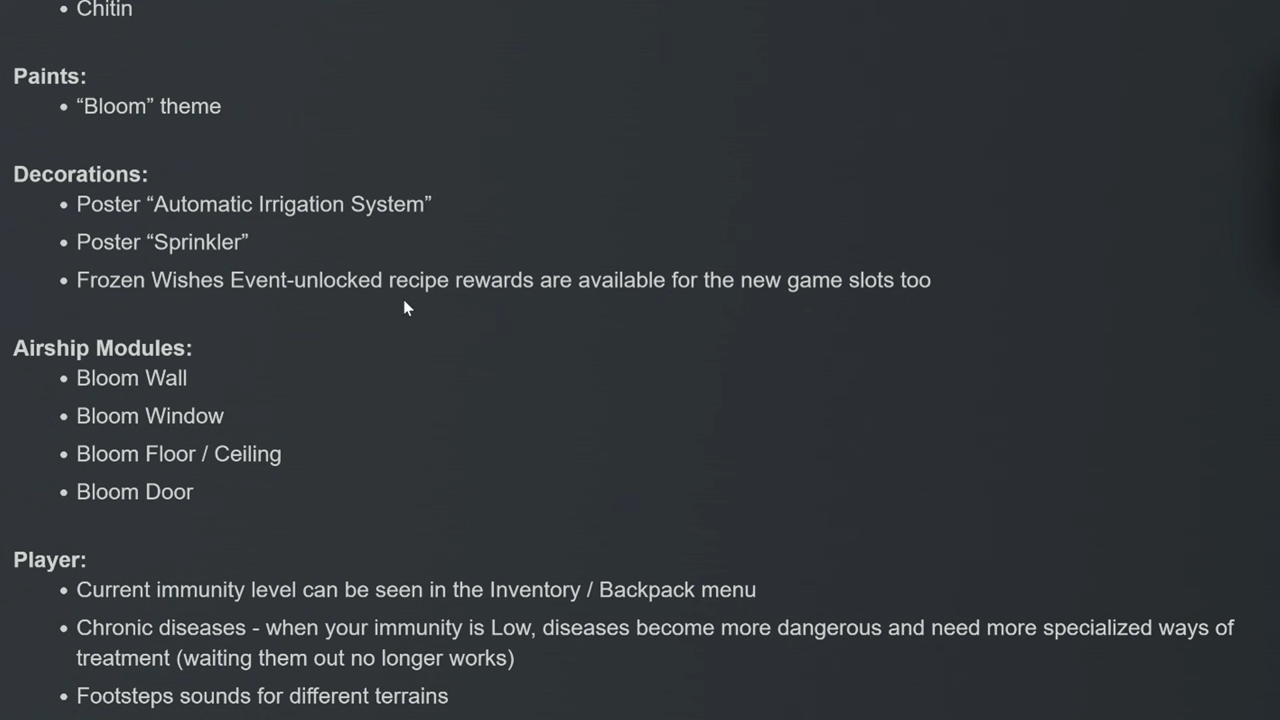 • Chitin
Paints:
• “Bloom” theme
Decorations:
• Poster “Automatic Irrigation System”
• Poster “Sprinkler”
• Frozen Wishes Event-unlocked recipe rewards are available for the new game slots too
Airship Modules:
• Bloom Wall
• Bloom Window
• Bloom Floor / Ceiling
• Bloom Door
Player:
• Current immunity level can be seen in the Inventory / Backpack menu
• Chronic diseases - when your immunity is Low, diseases become more dangerous and need more specialized ways of
treatment (waiting them out no longer works)
• Footsteps sounds for different terrains